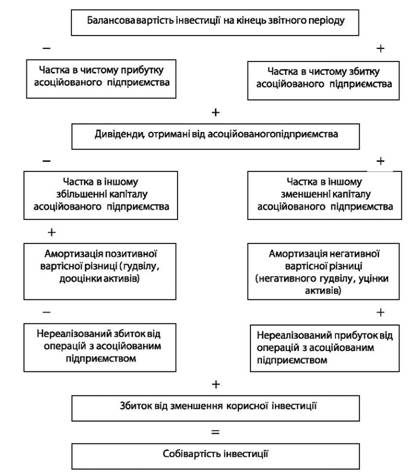 Балансова вартість інвестиції на кінець звітного періоду
− +
Частка в чистому прибутку
асоційованого підприємства
Частка в чистому збитку
асоційованого підприємства
+
Дивіденди, отримані від асоційованогопідприємства
− +
Частка в іншому
збільшенні капіталу
асоційованого підприємства
Частка в іншому
зменшенні капіталу
асоційованого підприємства
+
Амортизація позитивної
вартісної різниці (гудвілу,
дооцінки активів)
Амортизація негативної
вартісної різниці
(негативного гудвілу, уцінки
активів)
− +
Нереалізований збиток від
операцій з асоційованим
підприємством
Нереалізований прибуток від
операцій з асоційованим
підприємством
+
Збиток від зменшення корисної інвестиції
=
Собівартість інвестиції